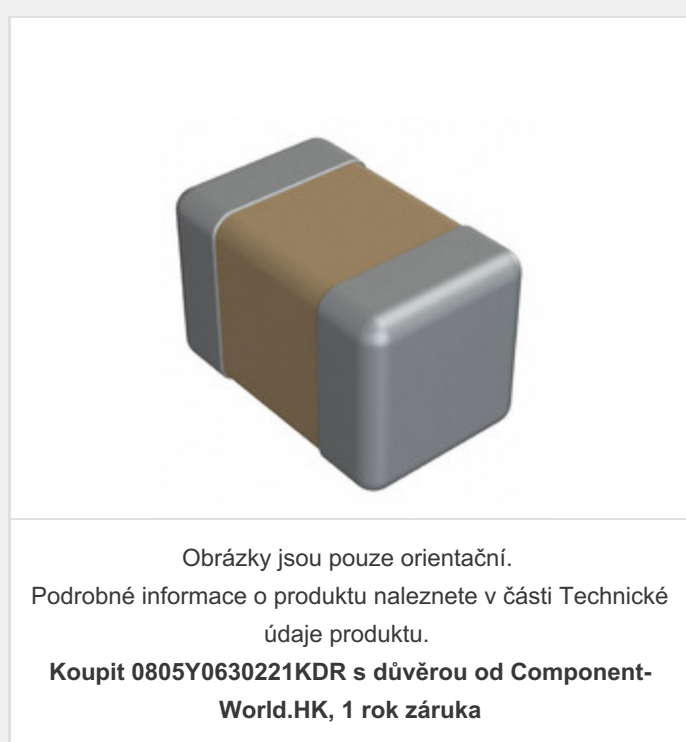 Obrázky jsou pouze orientační.
Podrobné informace o produktu naleznete v části Technické
údaje produktu.
Koupit 0805Y0630221KDR s důvěrou od Component-
World.HK, 1 rok záruka